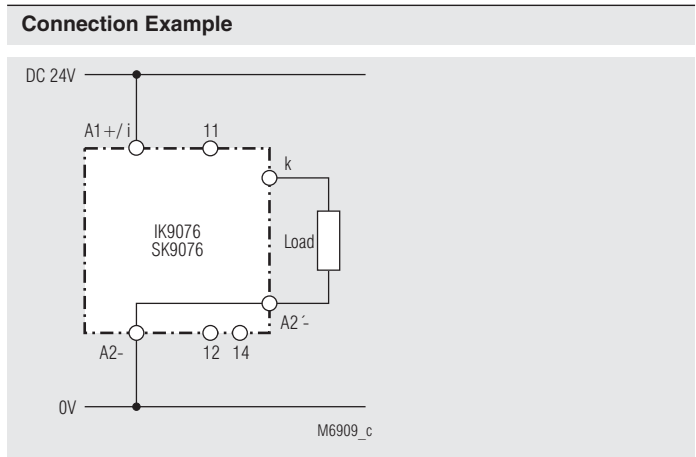 Connection Example
DC 24V
A1+/ i
11
k
IK9076
SK9076
Load
A2´-
A2-
12 14
0V
M6909_c